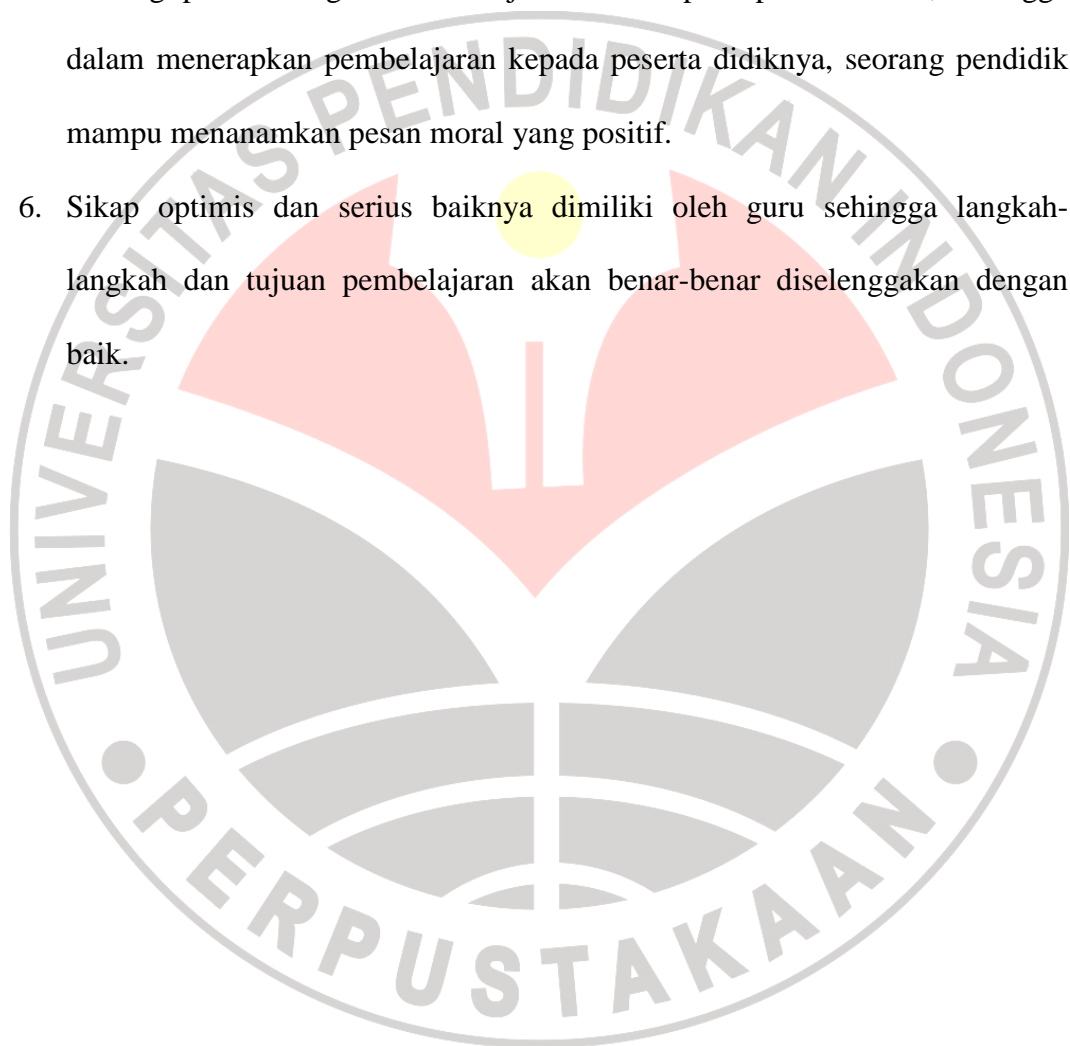 dalam menerapkan pembelajaran kepada peserta didiknya, seorang pendidik
mampu menanamkan pesan moral yang positif.
6. Sikap optimis dan serius baiknya dimiliki oleh guru sehingga langkah-
langkah dan tujuan pembelajaran akan benar-benar diselenggakan dengan
baik.
UNIVERSITAS PENDIDIKAN INDONESIA
PERPUSTAKAAN